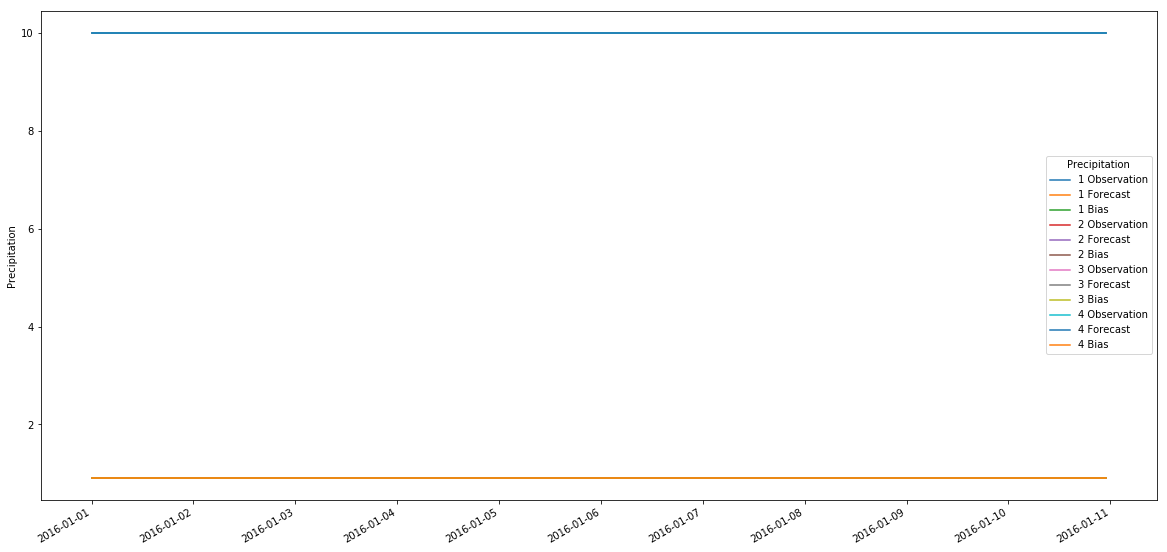 10
8
6
4
2
Precipitation
Precipitation
1 Observation
1 Forecast
1 Bias
2 Observation
2 Forecast
2 Bias
3 Observation
3 Forecast
3 Bias
4 Observation
4 Forecast
4 Bias
2016-01-01
2016-01-02
2016-01-03
2016-01-04
2016-01-05
2016-01-06
2016-01-07
2016-01-08
2016-01-09
2016-01-10
2016-01-11